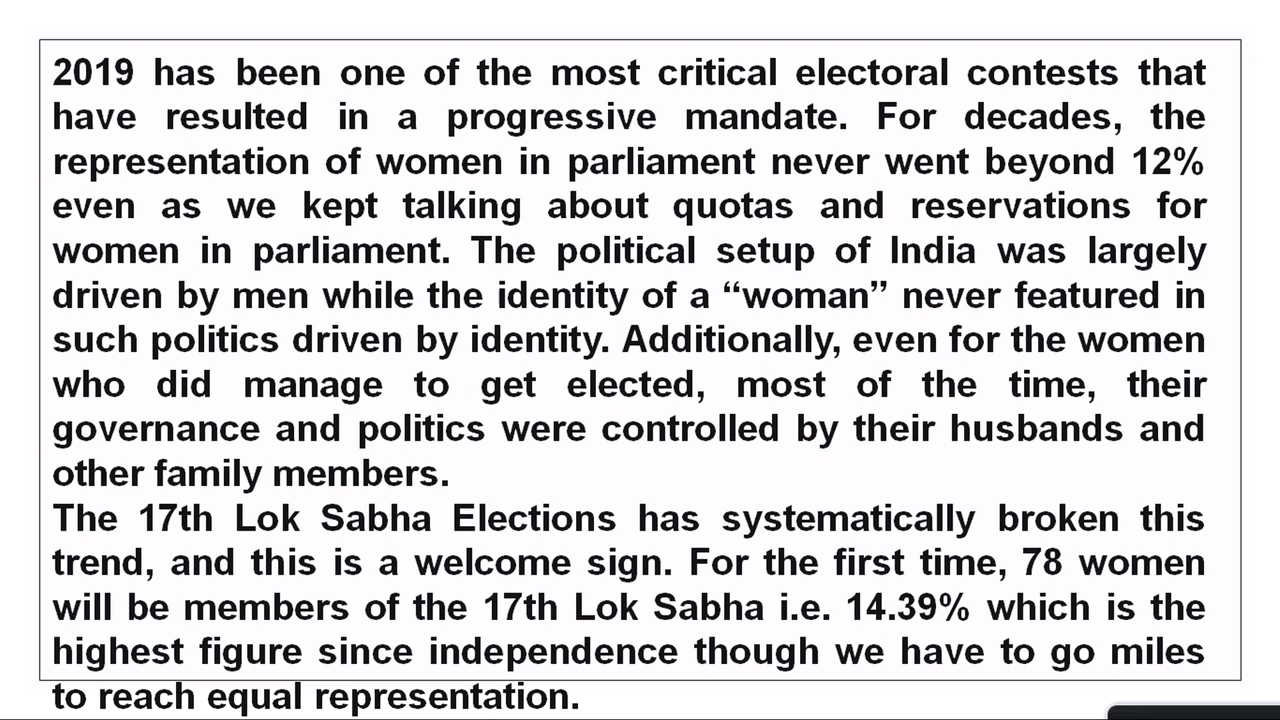 2019 has been one of the most critical electoral contests that
have resulted in a progressive mandate. For decades, the
representation of women in parliament never went beyond 12%
even as we kept talking about quotas and reservations for
women in parliament. The political setup of India was largely
driven by men while the identity of a “woman” never featured in
such politics driven by identity. Additionally, even for the women
who did manage to get elected, most of the time, their
governance and politics were controlled by their husbands and
other family members.
The 17th Lok Sabha Elections has systematically broken this
trend, and this is a welcome sign. For the first time, 78 women
will be members of the 17th Lok Sabha i.e. 14.39% which is the
highest figure since independence though we have to go miles
to reach equal representation.